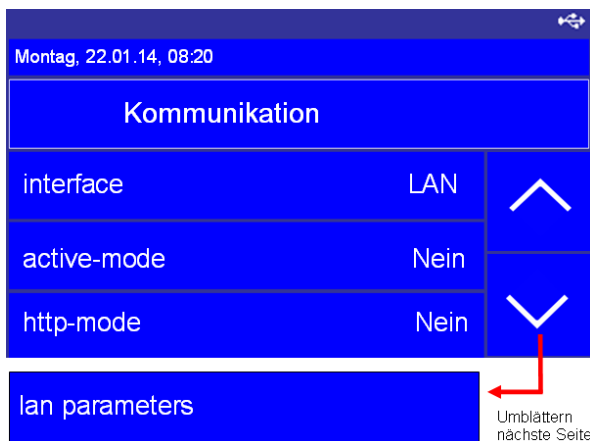 Montag, 22.01.14, 08:20
Kommunikation
interface LAN
active-mode Nein
http-mode Nein
lan parameters
Umblättern
nächste Seite